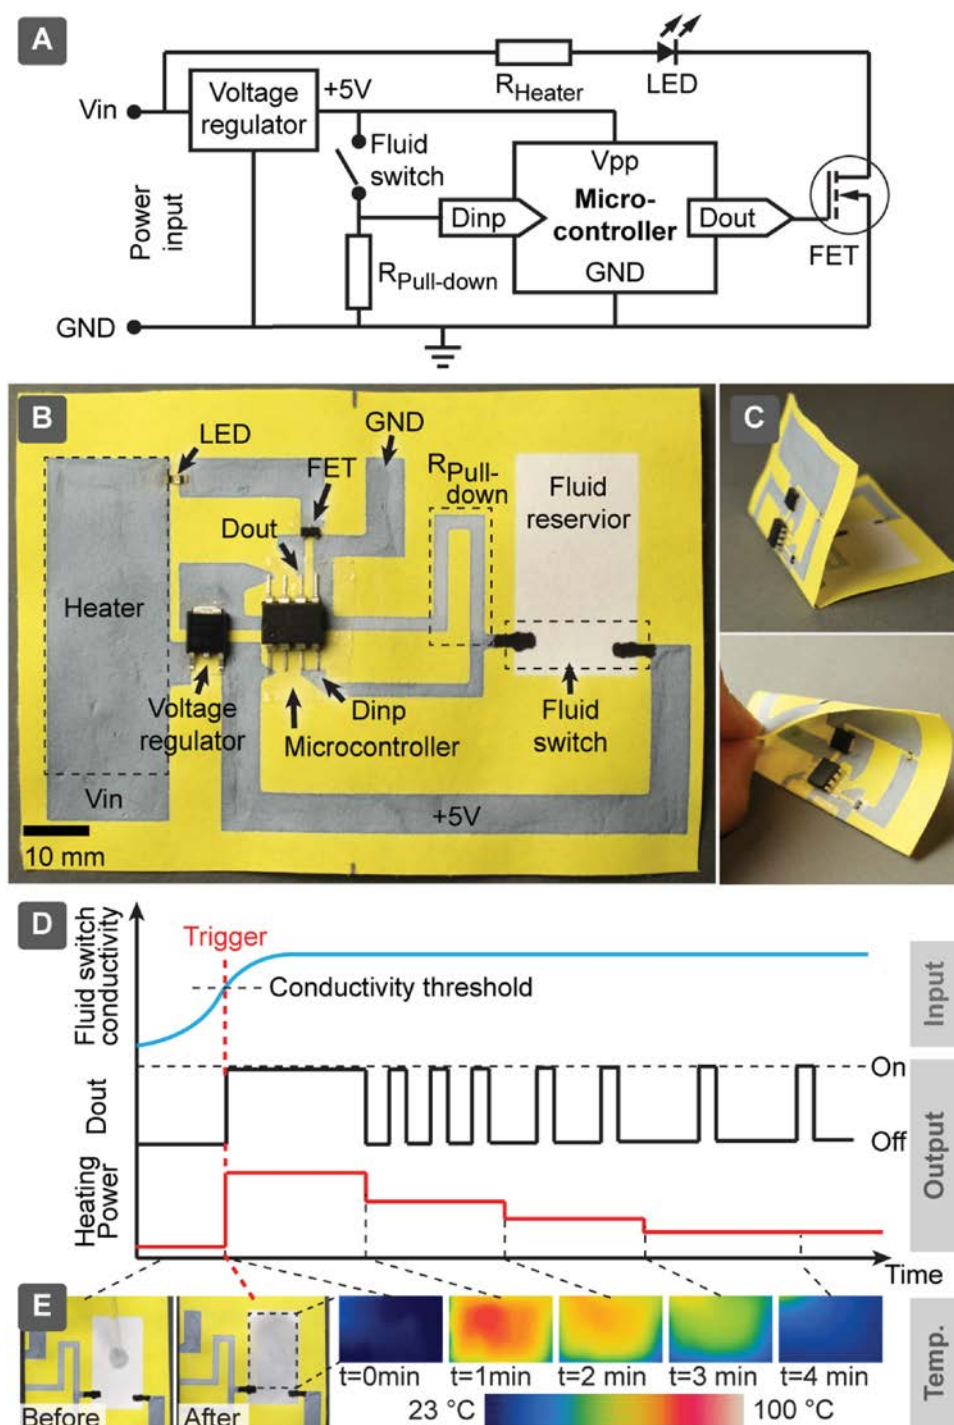 A
Vin
Voltage
regulator
+5V
RHeater
LED
Fluid
switch
Power
input
Dinp
Vpp
Micro-
controller
GND
Dout
FET
RPull-down
GND
B
LED
GND
FET
RPull-
down
Fluid
reservior
Dout
Heater
Voltage
regulator
Dinp
Microcontroller
Fluid
switch
Vin
+5V
10 mm
C
D
Fluid switch
conductivity
Trigger
Conductivity threshold
Input
Dout
On
Off
Output
Heating
Power
Time
E
Before
After
t=0min
t=1min
t=2 min
t=3 min
t=4 min
Temp.
23 °C
100 °C